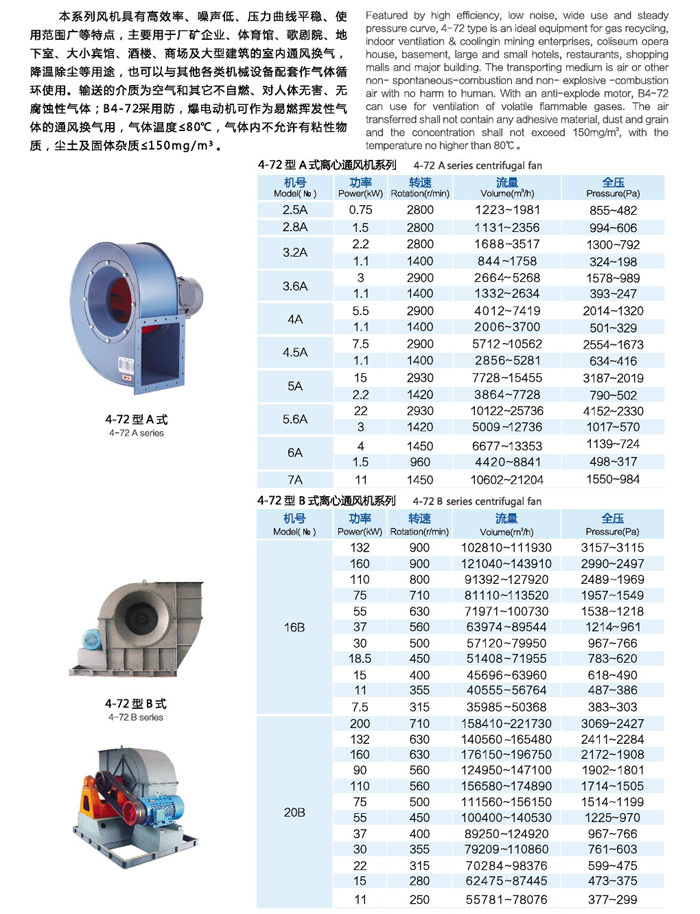 本系列风机具有高效率、噪声低、压力曲线平稳、使
用范围广等特点，主要用于厂矿企业、体育馆、歌剧院、地
下室、大小宾馆、酒楼、商场及大型建筑的室内通风换气，
降温除尘等用途，也可以与其他各类机械设备配套作气体循
环使用。输送的介质为空气和其它不自燃、对人体无害、无
腐蚀性气体；B4-72采用防，爆电动机可作为易燃挥发性气
体的通风换气用，气体温度≤80℃，气体内不允许有粘性物
质，尘土及固体杂质≤150mg/m³。
Featured by high efficiency, low noise, wide use and steady
pressure curve, 4-72 type is an ideal equipment for gas recycling,
indoor ventilation & coolingin mining enterprises, coliseum opera
house, basement, large and small hotels, restaurants, shopping
malls and major building. The transporting medium is air or other
non- spontaneous-combustion and non- explosive -combustion
air with no harm to human. With an anti-explode motor, B4-72
can use for ventilation of volatile flammable gases. The air
transferred shall not contain any adhesive material, dust and grain
and the concentration shall not exceed 150mg/m³, with the
temperature no higher than 80℃。
4-72 型 A 式离心通风机系列 4-72 A series centrifugal fan
机号 功率 转速 流量 全压
Model(№) Power(kW) Rotation(r/min) Volume(m³/h) Pressure(Pa)
2.5A 0.75 2800 1223~1981 855~482
2.8A 1.5 2800 1131~2356 994~606
3.2A 2.2 2800 1688~3517 1300~792
1.1 1400 844~1758 324~198
3.6A 3 2900 2664~5268 1578~989
1.1 1400 1332~2634 393~247
4A 5.5 2900 4012~7419 2014~1320
1.1 1400 2006~3700 501~329
4.5A 7.5 2900 5712~10562 2554~1673
1.1 1400 2856~5281 634~416
5A 15 2930 7728~15455 3187~2019
2.2 1420 3864~7728 790~502
5.6A 22 2930 10122~25736 4152~2330
3 1420 5009~12736 1017~570
6A 4 1450 6677~13353 1139~724
1.5 960 4420~8841 498~317
7A 11 1450 10602~21204 1550~984
4-72 型 A 式
4-72 A series
4-72 型 B 式离心通风机系列 4-72 B series centrifugal fan
机号 功率 转速 流量 全压
Model(№) Power(kW) Rotation(r/min) Volume(m³/h) Pressure(Pa)
16B
132 900 102810~111930 3157~3115
160 900 121040~143910 2990~2497
110 800 91392~127920 2489~1969
75 710 81110~113520 1957~1549
55 630 71971~100730 1538~1218
37 560 63974~89544 1214~961
30 500 57120~79950 967~766
18.5 450 51408~71955 783~620
15 400 45696~63960 618~490
11 355 40555~56764 487~386
7.5 315 35985~50368 383~303
20B
200 710 158410~221730 3069~2427
132 630 140560~165480 2411~2284
160 630 176150~196750 2172~1908
90 560 124950~147100 1902~1801
110 560 156580~174890 1714~1505
75 500 111560~156150 1514~1199
55 450 100400~140530 1225~970
37 400 89250~124920 967~766
30 355 79209~110860 761~603
22 315 70284~98376 599~475
15 280 62475~87445 473~375
11 250 55781~78076 377~299
4-72 型 B 式
4-72 B series